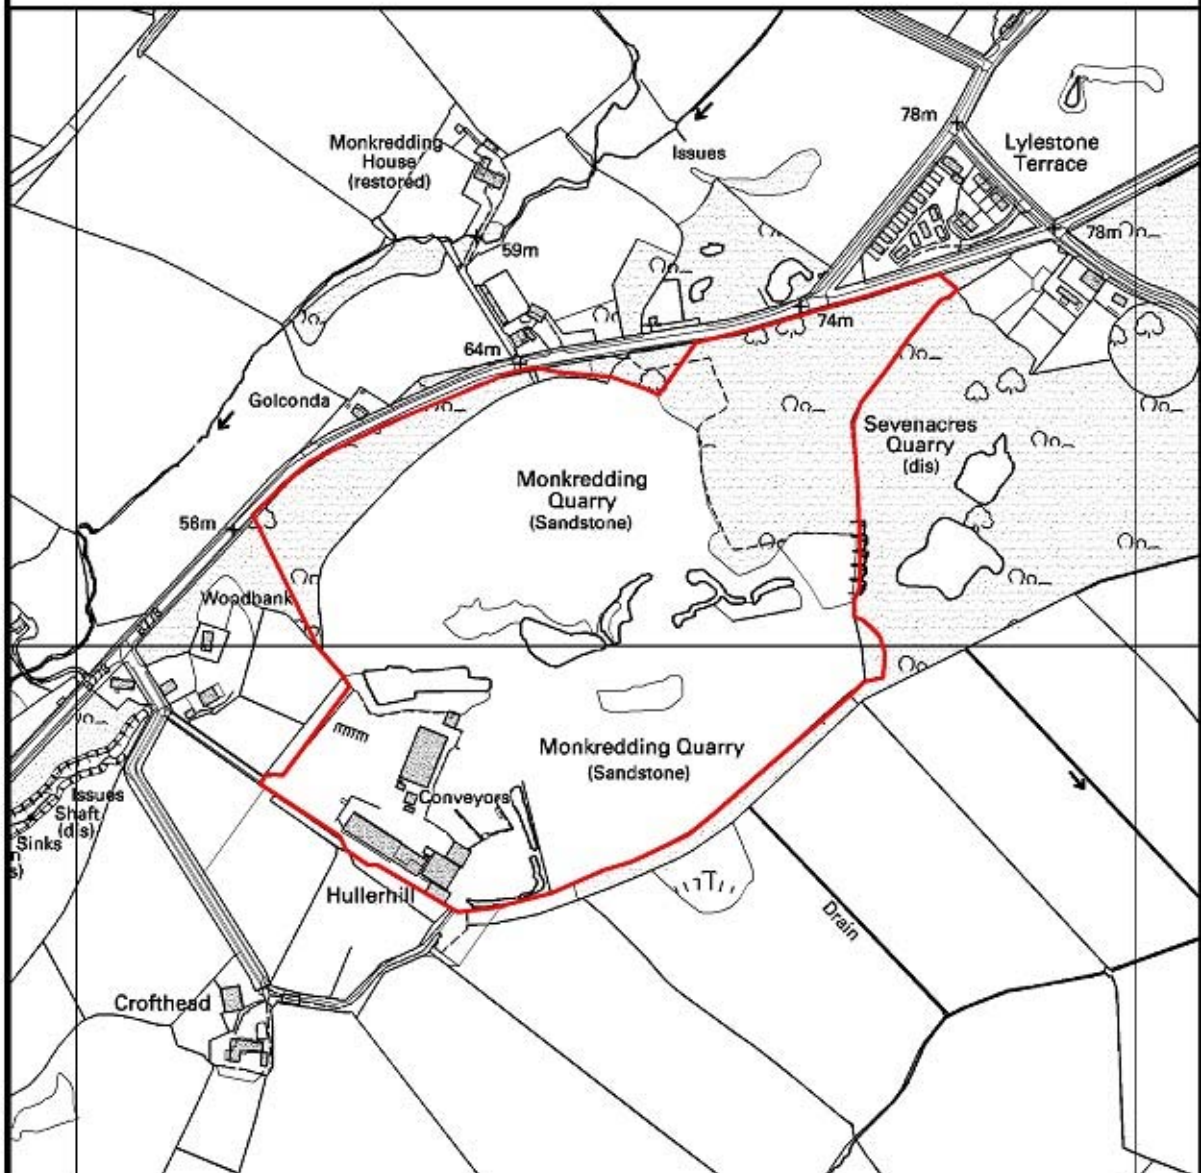 78m
Monkredding
House
(restored)
Issues
Lylestone
Terrace
59m
78m
74m
64m
Golconda
Sevenacres
Quarry
(dis)
Monkredding
Quarry
(Sandstone)
56m
Woodbank
Monkredding Quarry
(Sandstone)
Issues
Shaft
(dis)
Sinks
Conveyors
Hullerhill
Drain
Crofthead